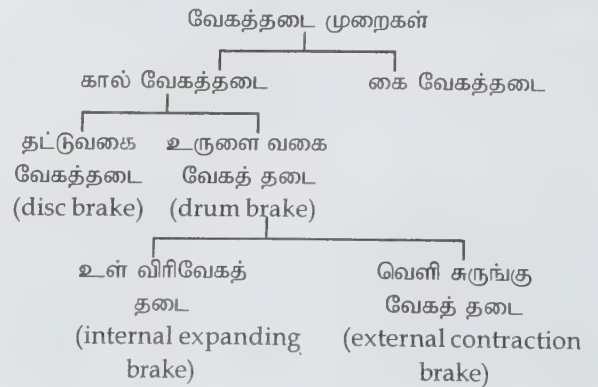 வேகத்தடை முறைகள்
கால் வேகத்தடை கை வேகத்தடை
தட்டுவகை உருளை வகை
வேகத்தடை வேகத் தடை
(disc brake) (drum brake)
உள் விரிவேகத் வெளி சுருங்கு
தடை வேகத் தடை
(internal expanding (external contraction
brake) brake)